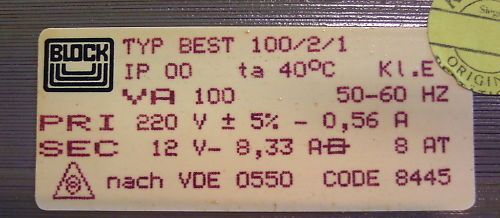 BLOCK
TYP BEST 100/2/1
IP 00 ta 40°C Kl.E
VA 100 50-60 HZ
PRI 220 V ± 5% - 0,56 A
SEC 12 V- 8,33 A 8 AT
nach VDE 0550 CODE 8445
ORIGIN